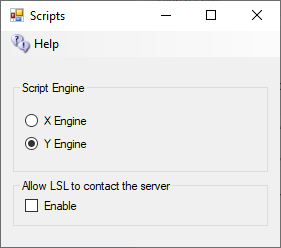 Scripts
Help
Script Engine
X Engine
Y Engine
Allow LSL to contact the server
Enable